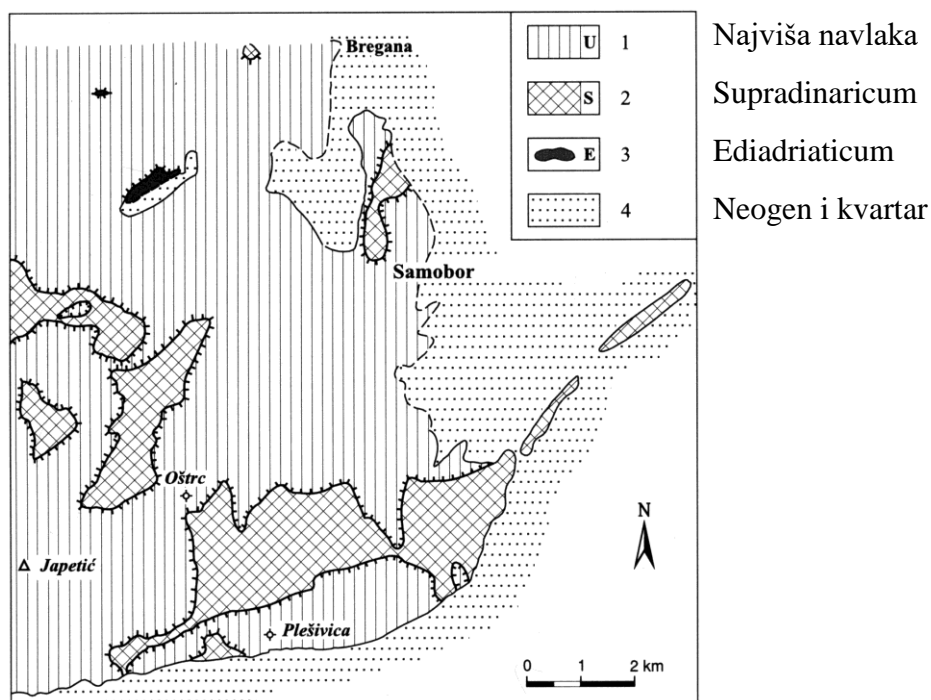 Bregana
U 1 Najviša navlaka
S 2 Supradinaricum
E 3 Ediadriaticum
4 Neogen i kvartar
Samobor
Oštrc
N
Japetić
Plešivica
0 1 2 km